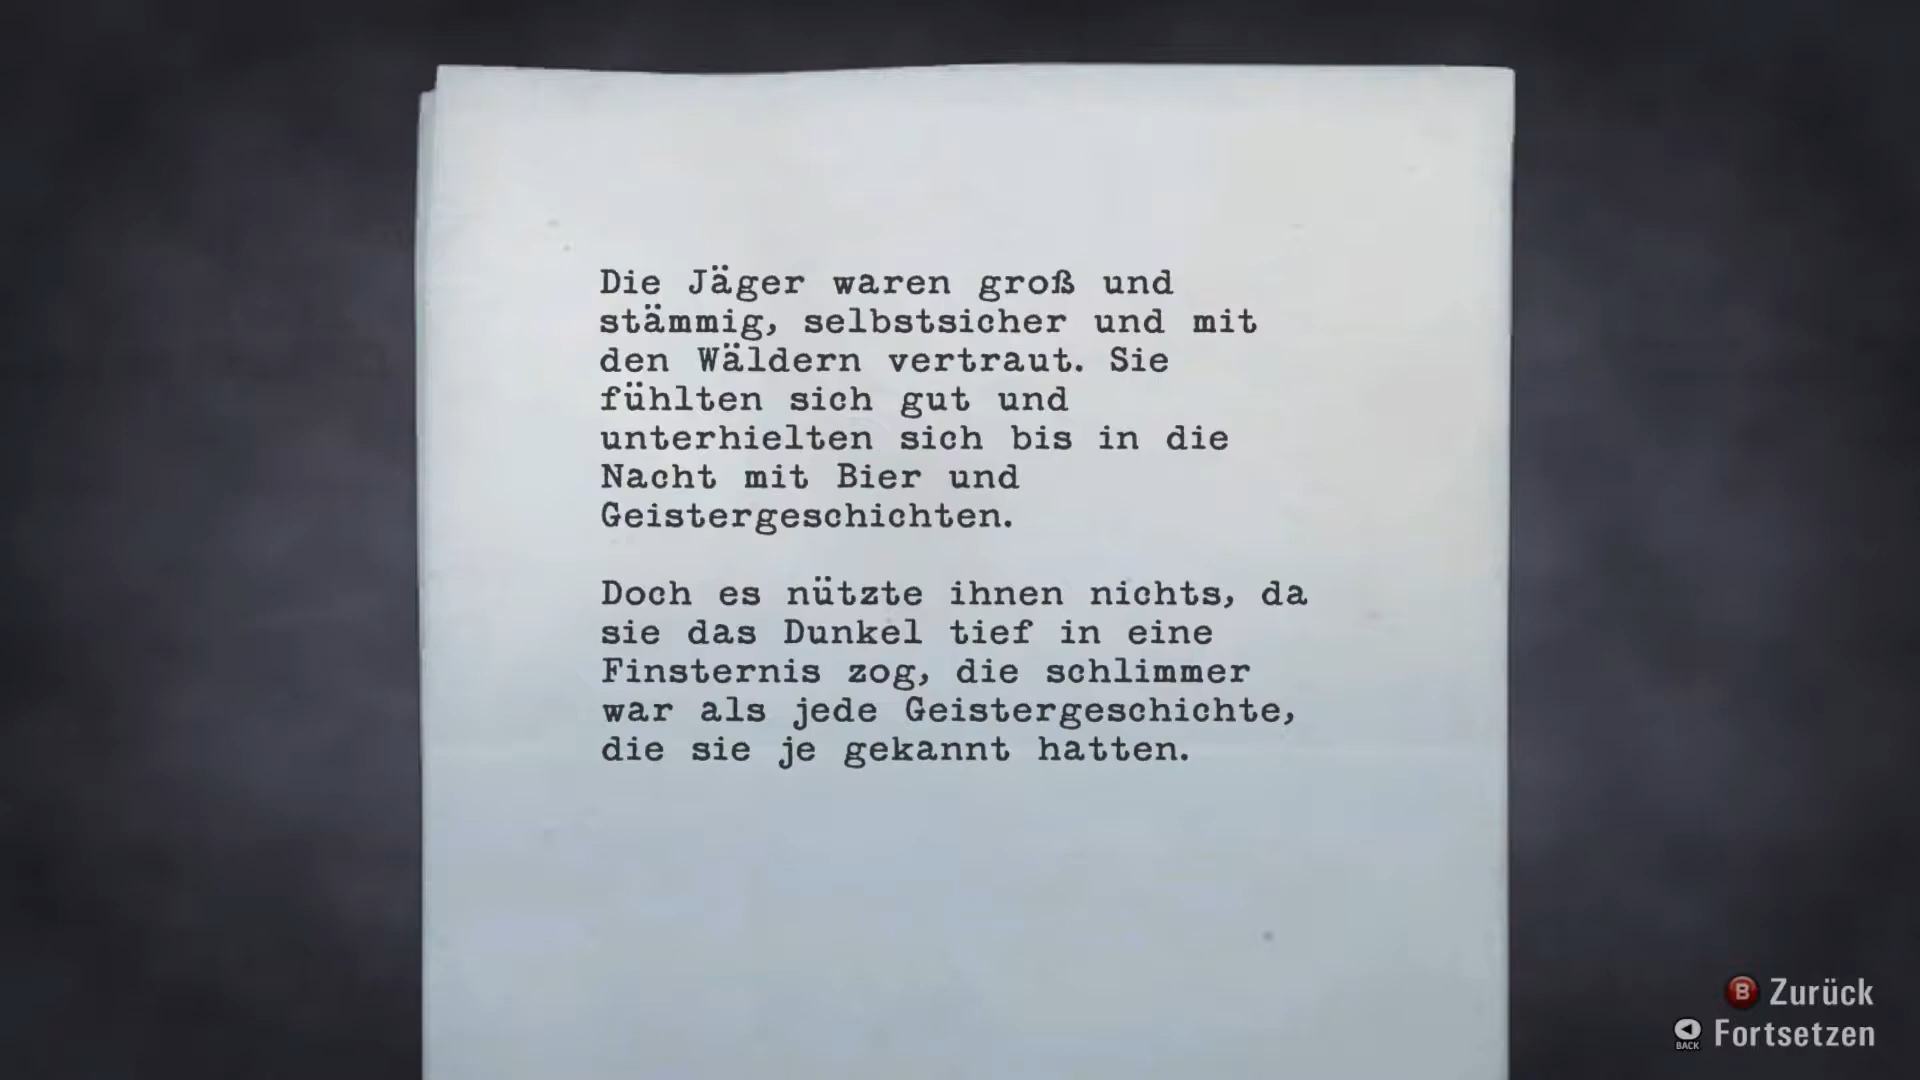 Die Jäger waren groß und
stämmig, selbstsicher und mit
den Wäldern vertraut. Sie
fühlten sich gut und
unterhielten sich bis in die
Nacht mit Bier und
Geistergeschichten.
Doch es nützte ihnen nichts, da
sie das Dunkel tief in eine
Finsternis zog, die schlimmer
war als jede Geistergeschichte,
die sie je gekannt hatten.
B Zurück
BACK Fortsetzen